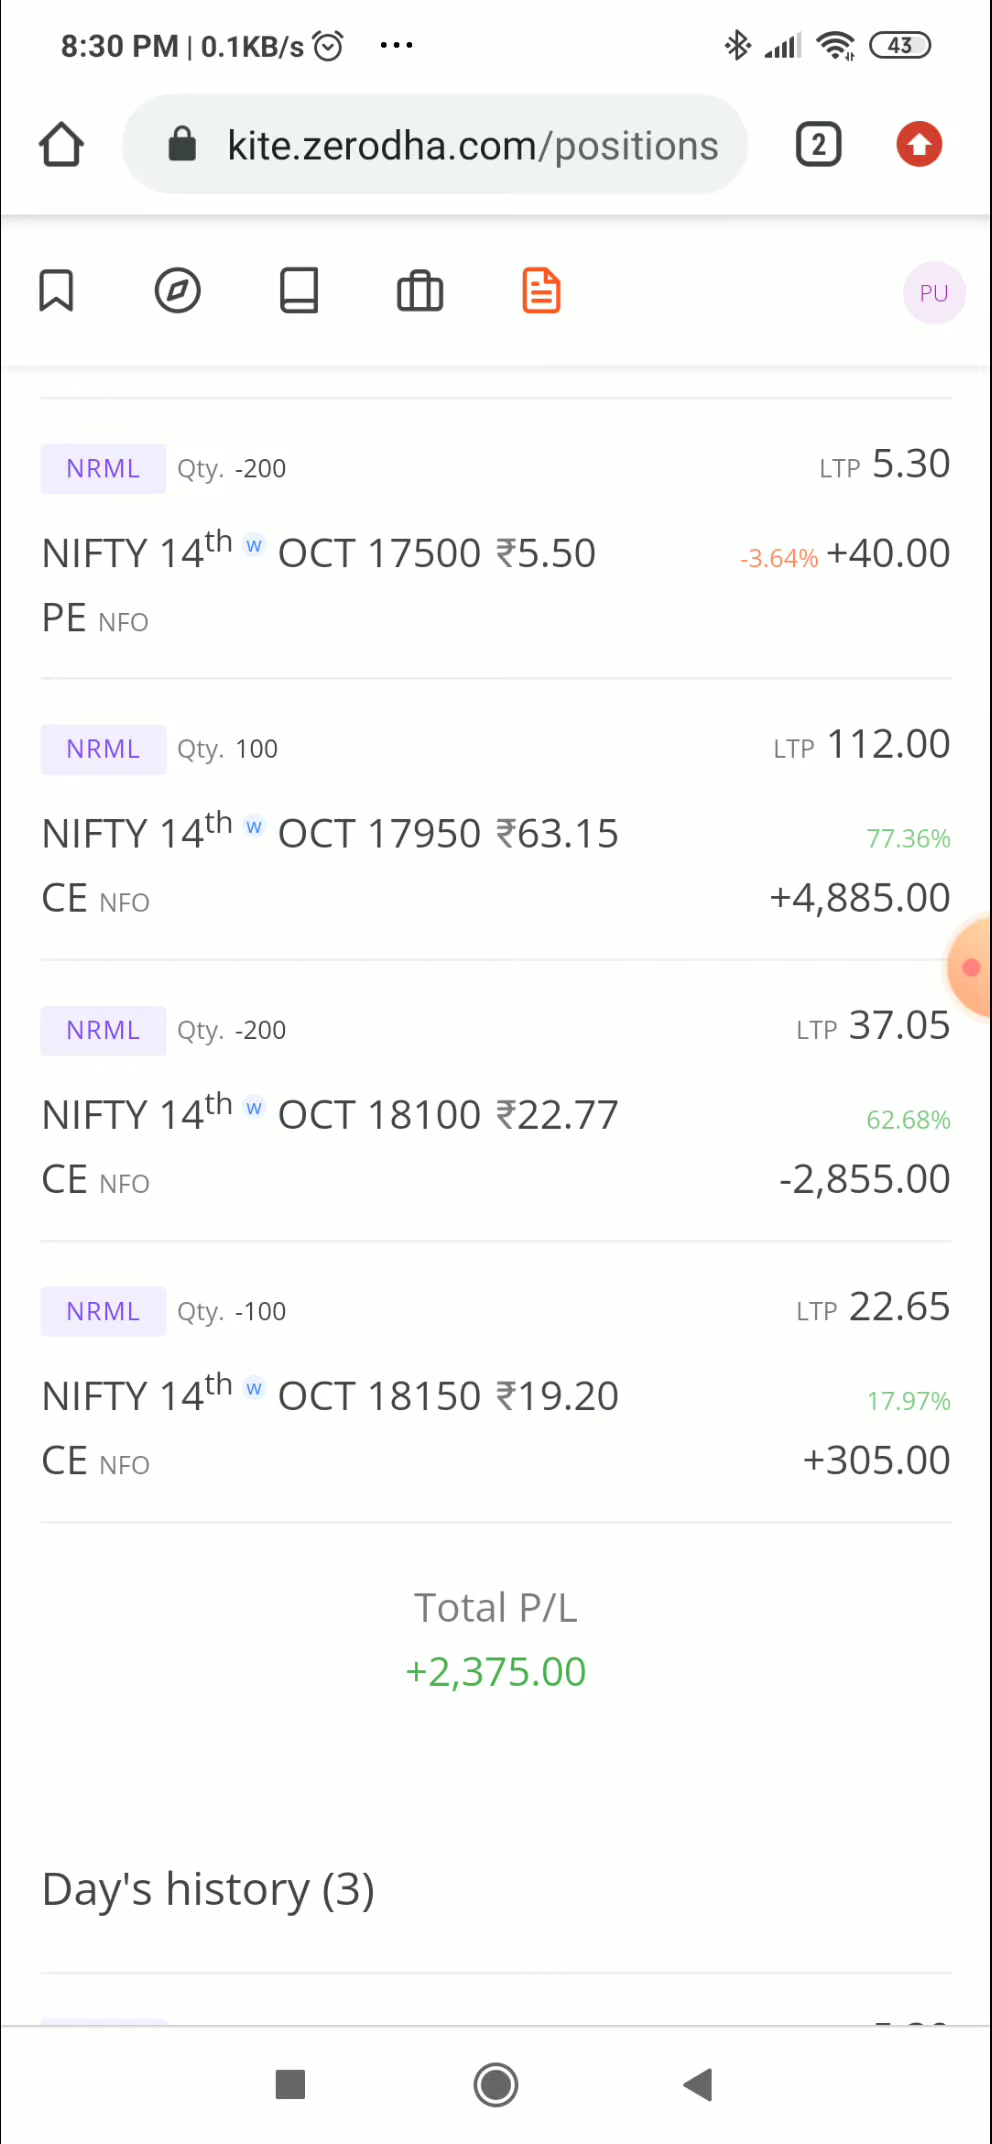 8:30 PM | 0.1KB/s ... 43
kite.zerodha.com/positions 2
PU
NRML Qty. -200 LTP 5.30
NIFTY 14th w OCT 17500 ₹5.50 -3.64% +40.00
PE NFO
NRML Qty. 100 LTP 112.00
NIFTY 14th w OCT 17950 ₹63.15 77.36%
CE NFO +4,885.00
NRML Qty. -200 LTP 37.05
NIFTY 14th w OCT 18100 ₹22.77 62.68%
CE NFO -2,855.00
NRML Qty. -100 LTP 22.65
NIFTY 14th w OCT 18150 ₹19.20 17.97%
CE NFO +305.00
Total P/L
+2,375.00
Day's history (3)